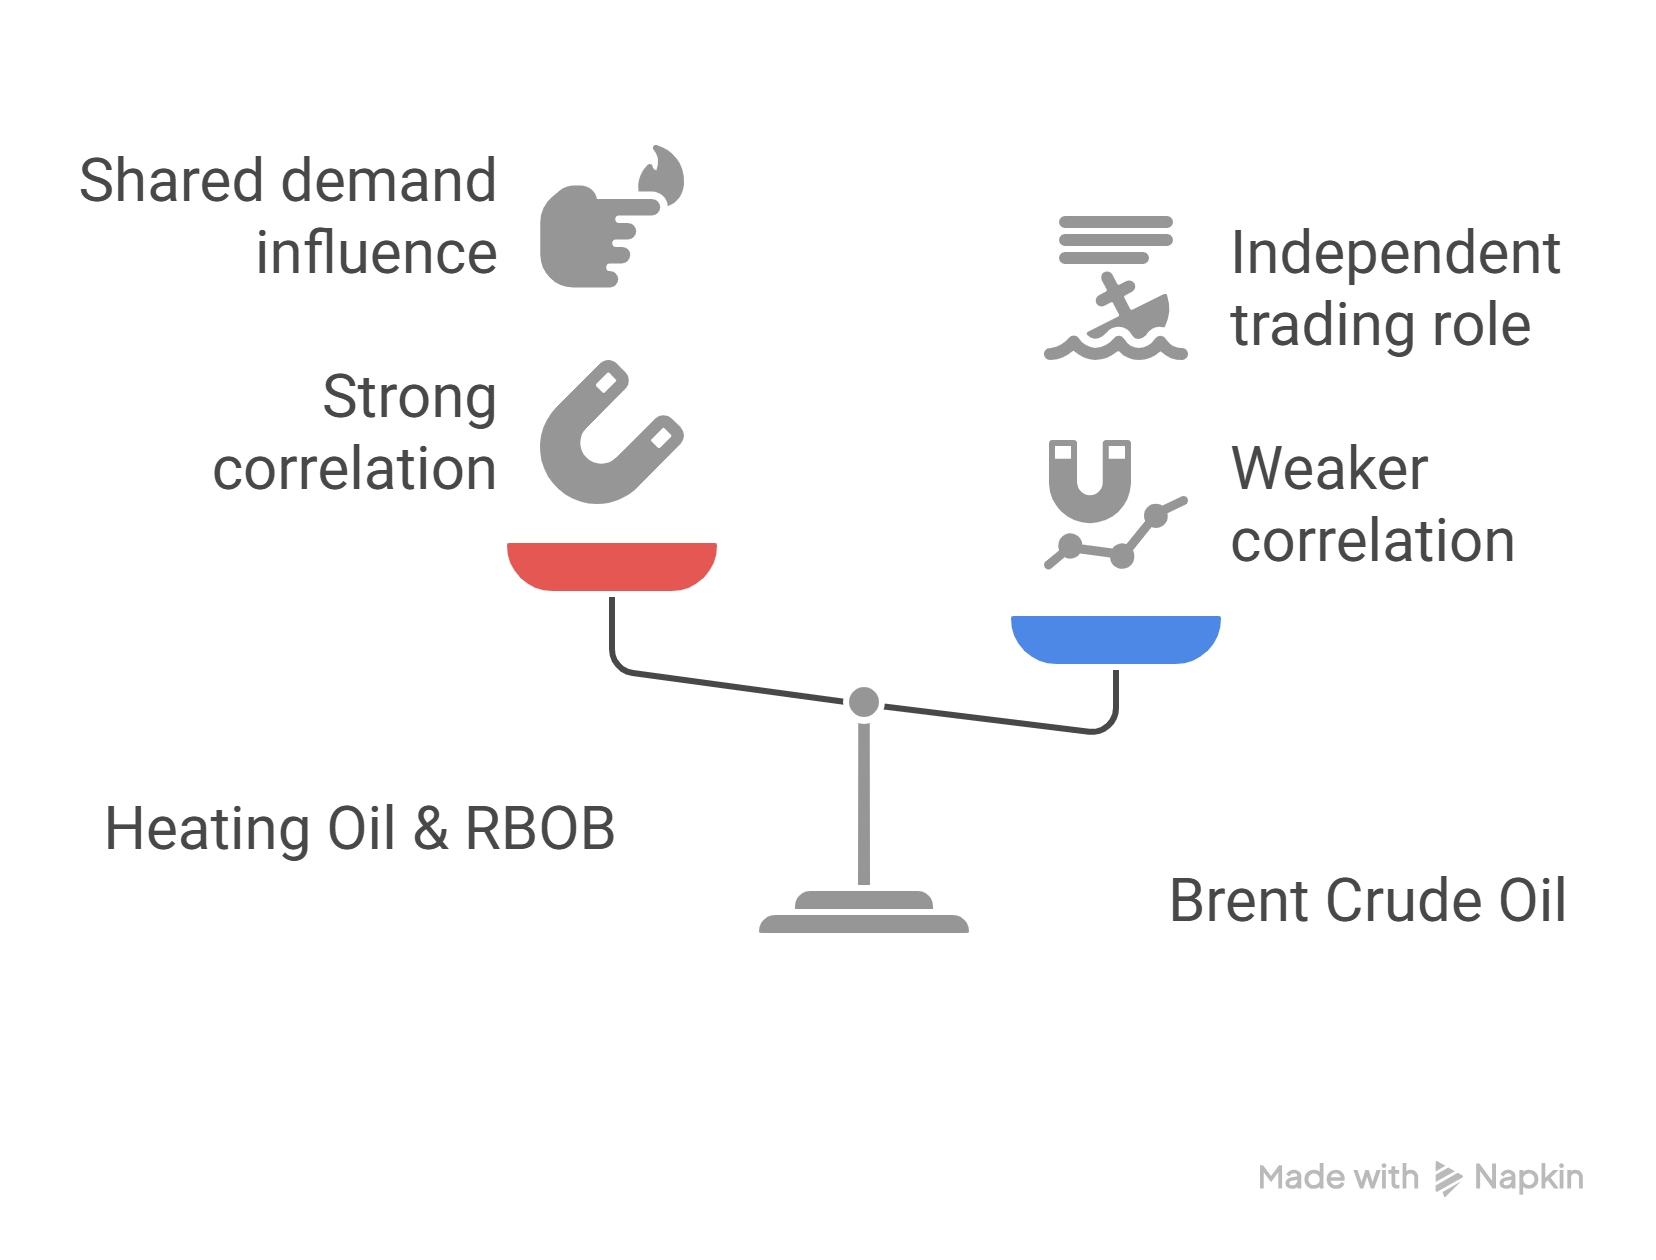 Shared demand
influence
Strong
correlation
Independent
trading role
Weaker
correlation
Heating Oil & RBOB
Brent Crude Oil
Made with Napkin